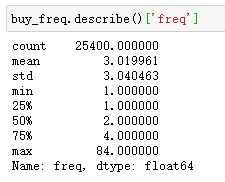 buy_freq.describe()['freq']
count    25400.000000
mean         3.019961
std          3.040463
min          1.000000
25%          1.000000
50%          2.000000
75%          4.000000
max         84.000000
Name: freq, dtype: float64